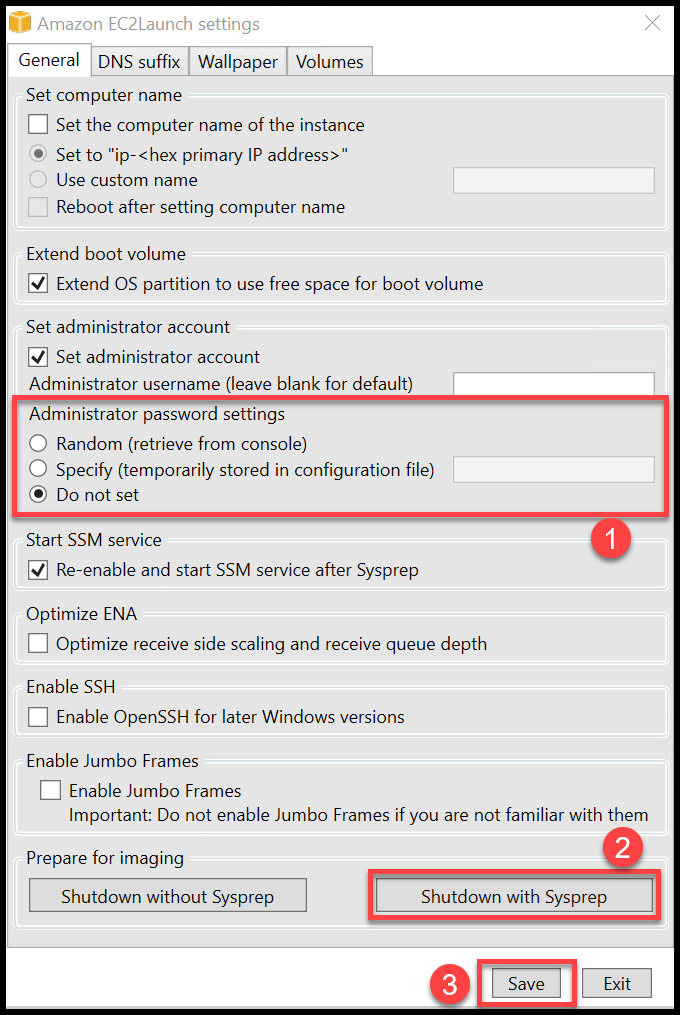 Amazon EC2Launch settings
General DNS suffix Wallpaper Volumes
Set computer name
Set the computer name of the instance
Set to "ip-<hex primary IP address>"
Use custom name
Reboot after setting computer name
Extend boot volume
Extend OS partition to use free space for boot volume
Set administrator account
Set administrator account
Administrator username (leave blank for default)
Administrator password settings
Random (retrieve from console)
Specify (temporarily stored in configuration file)
Do not set
1
Start SSM service
Re-enable and start SSM service after Sysprep
Optimize ENA
Optimize receive side scaling and receive queue depth
Enable SSH
Enable OpenSSH for later Windows versions
Enable Jumbo Frames
Enable Jumbo Frames
Important: Do not enable Jumbo Frames if you are not familiar with them
2
Prepare for imaging
Shutdown without Sysprep Shutdown with Sysprep
3 Save Exit